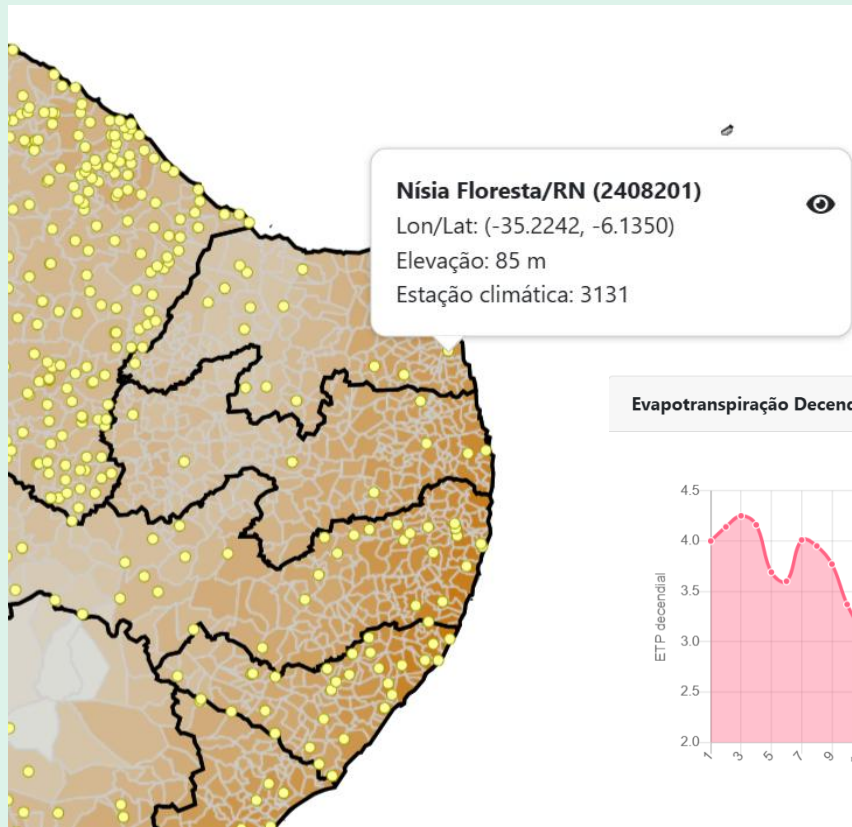 Nísia Floresta/RN (2408201)
Lon/Lat: (-35.2242, -6.1350)
Elevação: 85 m
Estação climática: 3131
Evapotranspiração Decend
4.5
4.0
3.5
3.0
2.5
2.0
ETP decendial
1
3
5
7
9